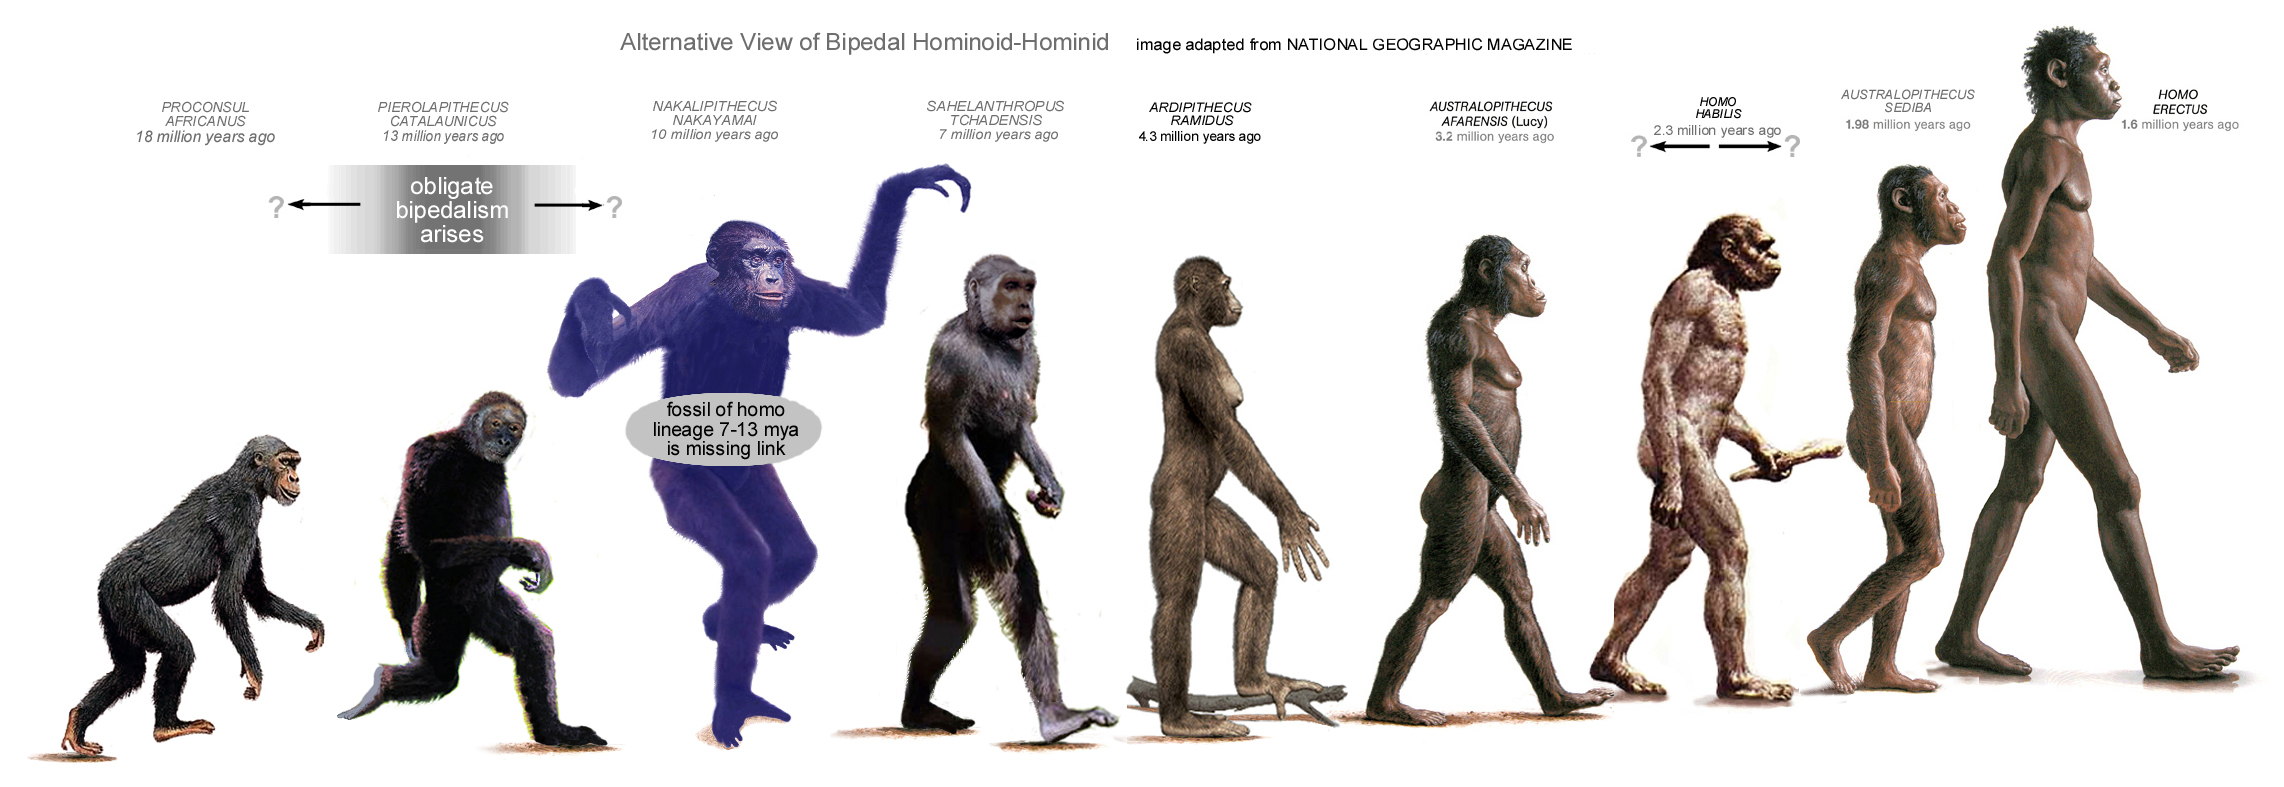 Alternative View of Bipedal Hominoid-Hominid
image adapted from NATIONAL GEOGRAPHIC MAGAZINE
PROCONSUL
AFRICANUS
18 million years ago
PIEROLAPITHECUS
CATALAUNICUS
13 million years ago
NAKALIPITHECUS
NAKAYAMAI
10 million years ago
SAHELANTHROPUS
TCHADENSIS
7 million years ago
ARDIPITHECUS
RAMIDUS
4.3 million years ago
AUSTRALOPITHECUS
AFARENSIS (Lucy)
3.2 million years ago
HOMO
HABILIS
2.3 million years ago
? ?
AUSTRALOPITHECUS
SEDIBA
1.98 million years ago
HOMO
ERECTUS
1.6 million years ago
obligate
? bipedalism ?
arises
fossil of homo
lineage 7-13 mya
is missing link